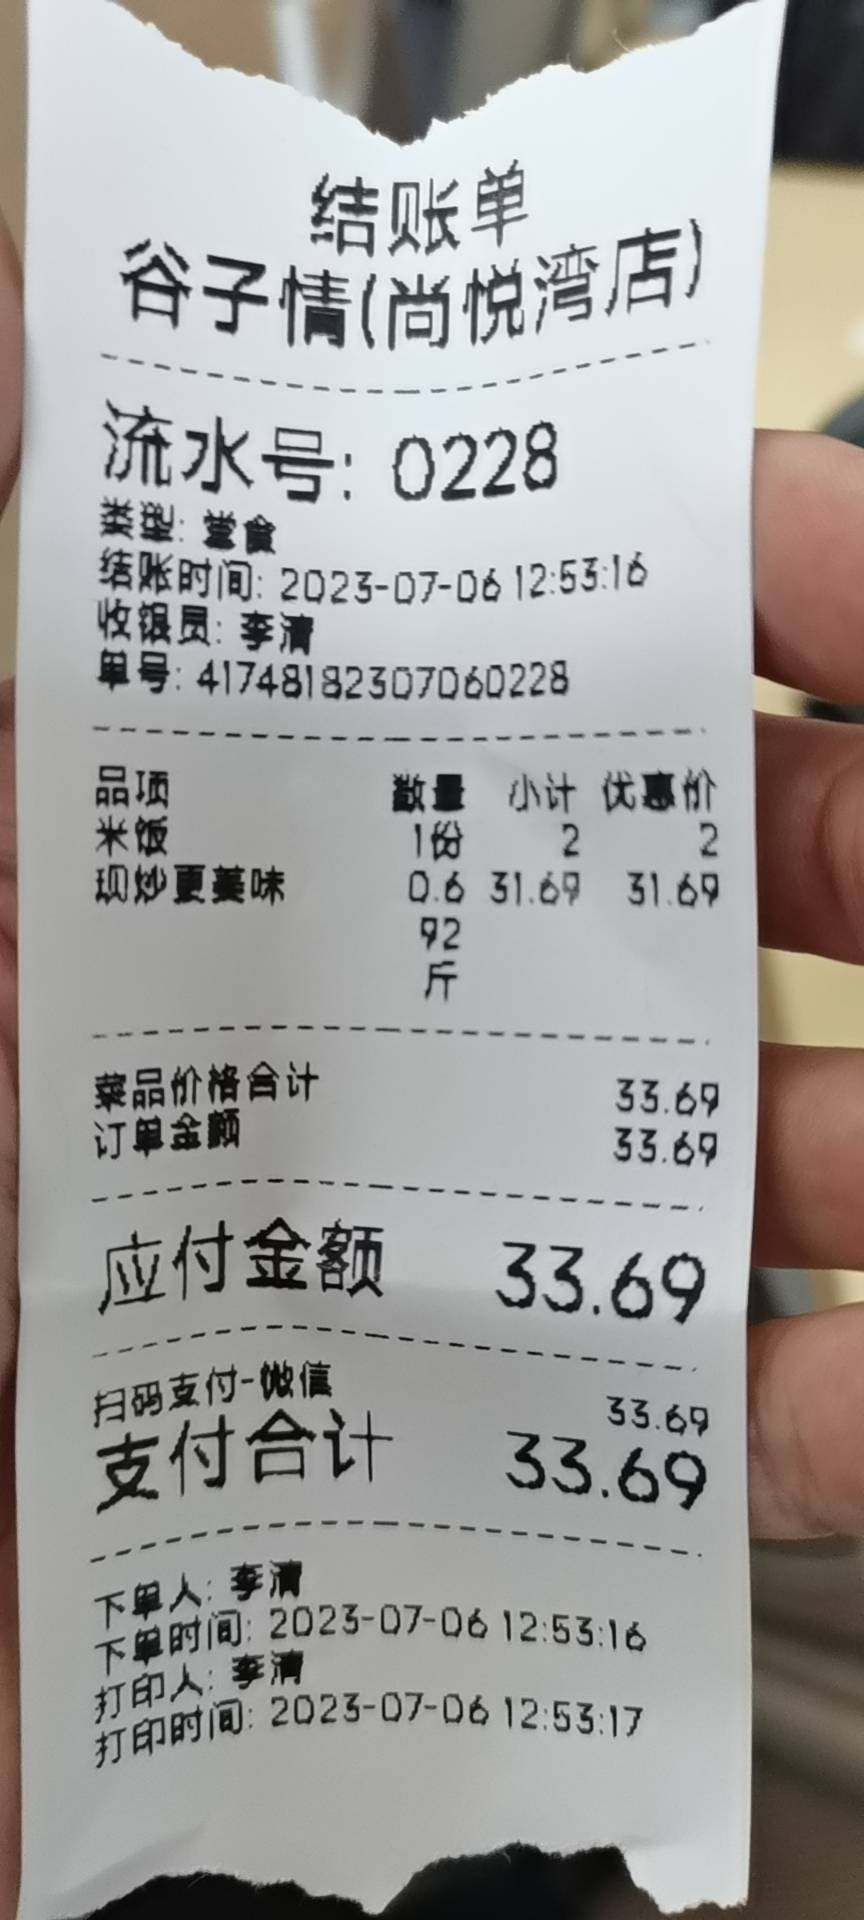 结账单
谷子情(尚悦湾店)
流水号: 0228
类型: 堂食
结账时间: 2023-07-06 12:53:16
收银员: 李清
单号: 41748182307060228
品项 数量 小计 优惠价
米饭 1份 2 2
现炒更美味 0.6 31.69 31.69
92
斤
菜品价格合计 33.69
订单金额 33.69
应付金额 33.69
扫码支付-微信 33.69
支付合计 33.69
下单人: 李清
下单时间: 2023-07-06 12:53:16
打印人: 李清
打印时间: 2023-07-06 12:53:17